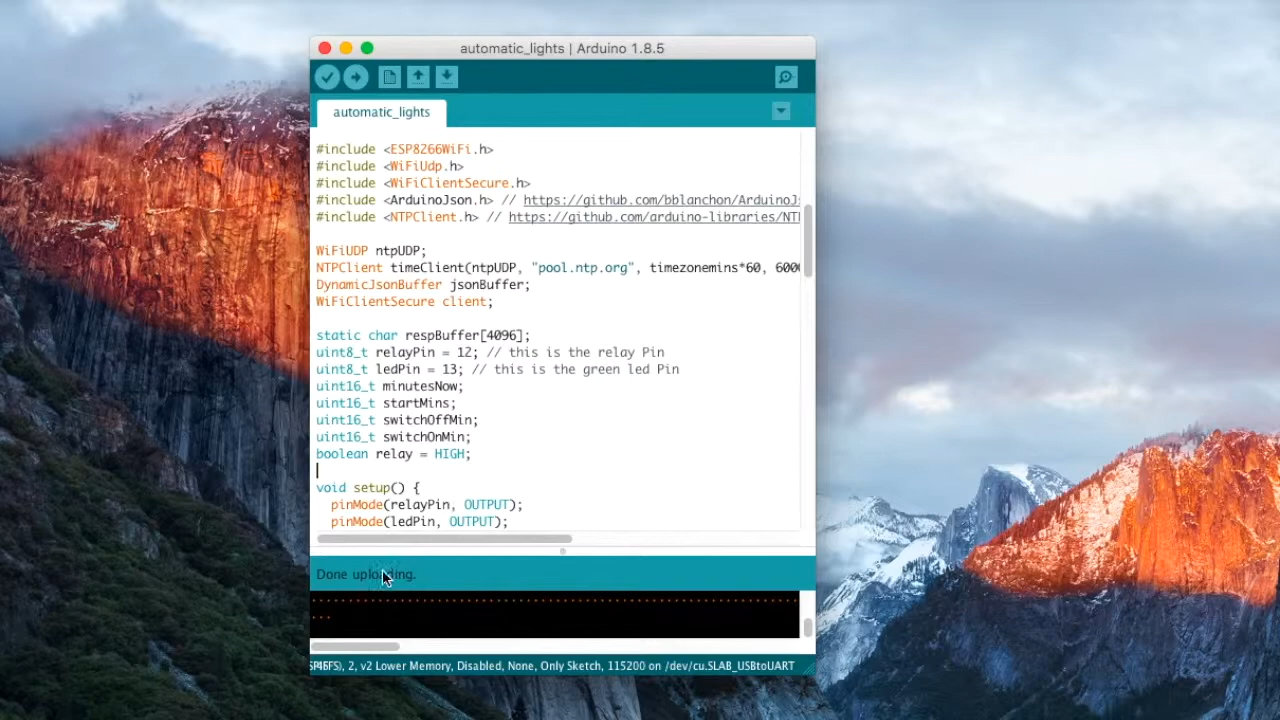 automatic_lights | Arduino 1.8.5
automatic_lights
#include <ESP8266WiFi.h>
#include <WiFiUdp.h>
#include <WiFiClientSecure.h>
#include <ArduinoJson.h> // https://github.com/bblanchon/ArduinoJ
#include <NTPClient.h> // https://github.com/arduino-libraries/NT
WiFiUDP ntpUDP;
NTPClient timeClient(ntpUDP, "pool.ntp.org", timezonemins*60, 600
DynamicJsonBuffer jsonBuffer;
WiFiClientSecure client;
static char respBuffer[4096];
uint8_t relayPin = 12; // this is the relay Pin
uint8_t ledPin = 13; // this is the green led Pin
uint16_t minutesNow;
uint16_t startMins;
uint16_t switchOffMin;
uint16_t switchOnMin;
boolean relay = HIGH;
void setup() {
pinMode(relayPin, OUTPUT);
pinMode(ledPin, OUTPUT);
Done uploading.
2, v2 Lower Memory, Disabled, None, Only Sketch, 115200 on /dev/cu.SLAB_USBtoUART